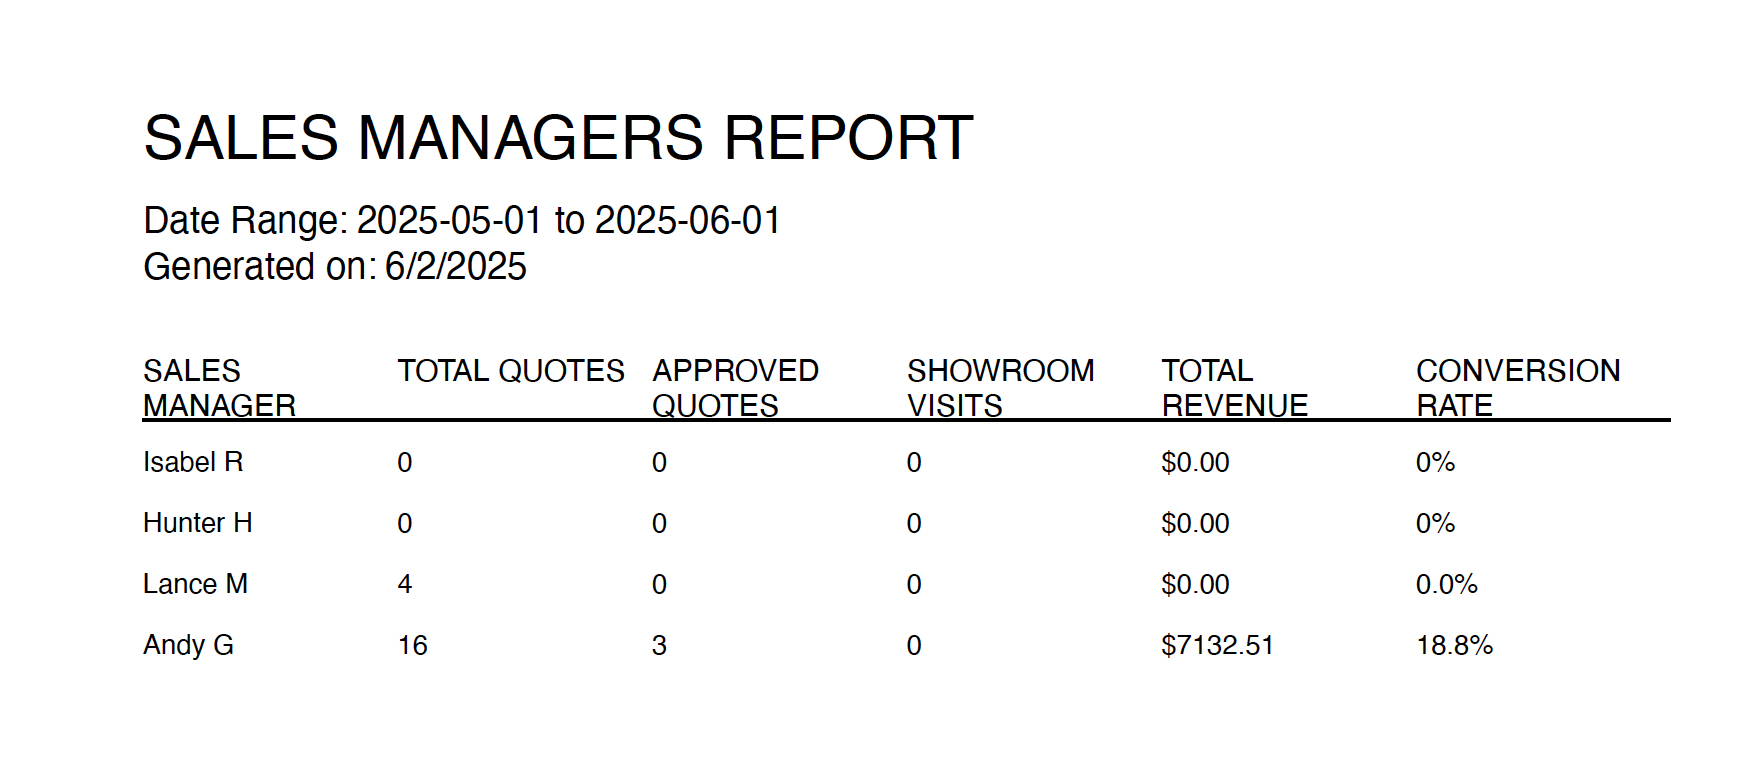 SALES MANAGERS REPORT
Date Range: 2025-05-01 to 2025-06-01
Generated on: 6/2/2025
SALES MANAGER TOTAL QUOTES APPROVED QUOTES SHOWROOM VISITS TOTAL REVENUE CONVERSION RATE
Isabel R 0 0 0 $0.00 0%
Hunter H 0 0 0 $0.00 0%
Lance M 4 0 0 $0.00 0.0%
Andy G 16 3 0 $7132.51 18.8%